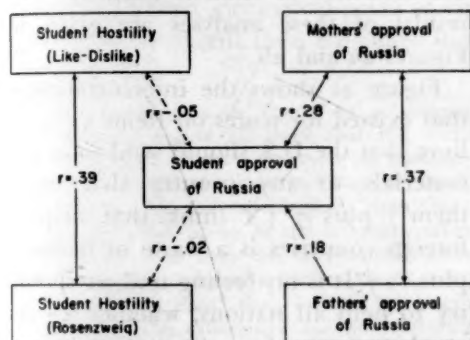 Student Hostility
(Like-Dislike)
Mothers' approval
of Russia
r=-.05
r=.28
Student approval
of Russia
r=.39
r=.37
r=-.02
r=.18
Student Hostility
(Rosenzweig)
Fathers' approval
of Russia